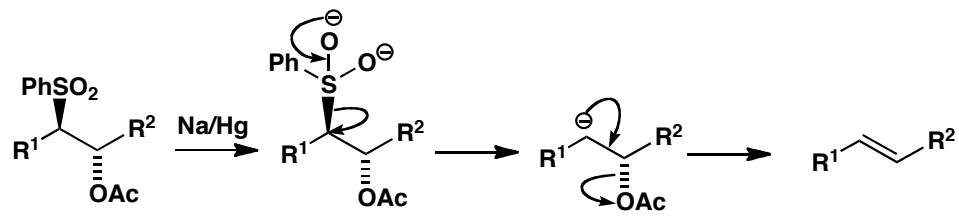 PhSO2
R1
R2
OAc
Na/Hg
⊖
O
O⊖
Ph
S
R1
R2
OAc
⊖
R1
R2
OAc
R1
R2